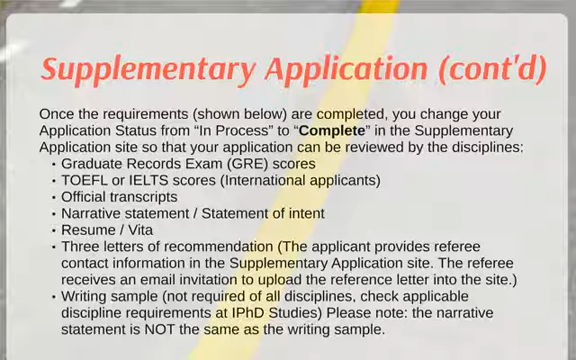 Supplementary Application (cont'd)
Once the requirements (shown below) are completed, you change your
Application Status from “In Process” to “Complete” in the Supplementary
Application site so that your application can be reviewed by the disciplines:
• Graduate Records Exam (GRE) scores
• TOEFL or IELTS scores (International applicants)
• Official transcripts
• Narrative statement / Statement of intent
• Resume / Vita
• Three letters of recommendation (The applicant provides referee
contact information in the Supplementary Application site. The referee
receives an email invitation to upload the reference letter into the site.)
• Writing sample (not required of all disciplines, check applicable
discipline requirements at IPhD Studies) Please note: the narrative
statement is NOT the same as the writing sample.